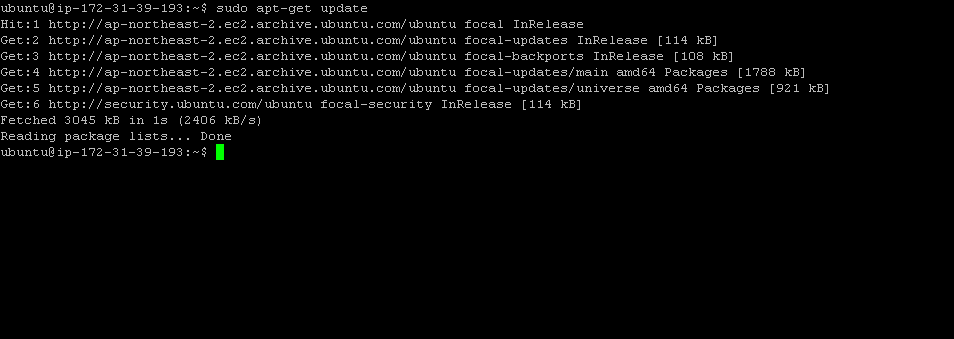 ubuntu@ip-172-31-39-193:~$ sudo apt-get update
Hit:1 http://ap-northeast-2.ec2.archive.ubuntu.com/ubuntu focal InRelease
Get:2 http://ap-northeast-2.ec2.archive.ubuntu.com/ubuntu focal-updates InRelease [114 kB]
Get:3 http://ap-northeast-2.ec2.archive.ubuntu.com/ubuntu focal-backports InRelease [108 kB]
Get:4 http://ap-northeast-2.ec2.archive.ubuntu.com/ubuntu focal-updates/main amd64 Packages [1788 kB]
Get:5 http://ap-northeast-2.ec2.archive.ubuntu.com/ubuntu focal-updates/universe amd64 Packages [921 kB]
Get:6 http://security.ubuntu.com/ubuntu focal-security InRelease [114 kB]
Fetched 3045 kB in 1s (2406 kB/s)
Reading package lists... Done
ubuntu@ip-172-31-39-193:~$